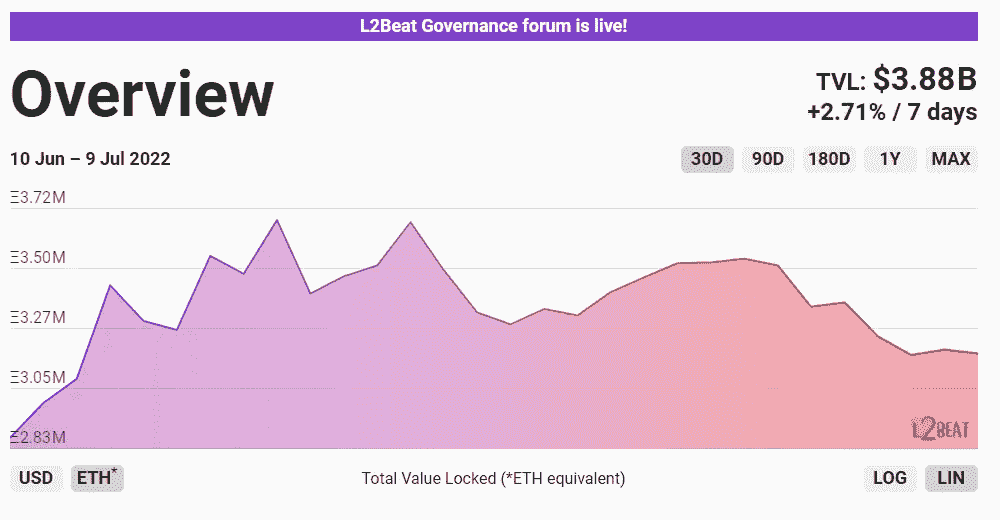 L2Beat Governance forum is live!
Overview
TVL: $3.88B
+2.71% / 7 days
10 Jun – 9 Jul 2022
30D 90D 180D 1Y MAX
Ξ3.72M
Ξ3.50M
Ξ3.27M
Ξ3.05M
Ξ2.83M
L2BEAT
USD ETH* Total Value Locked (*ETH equivalent) LOG LIN